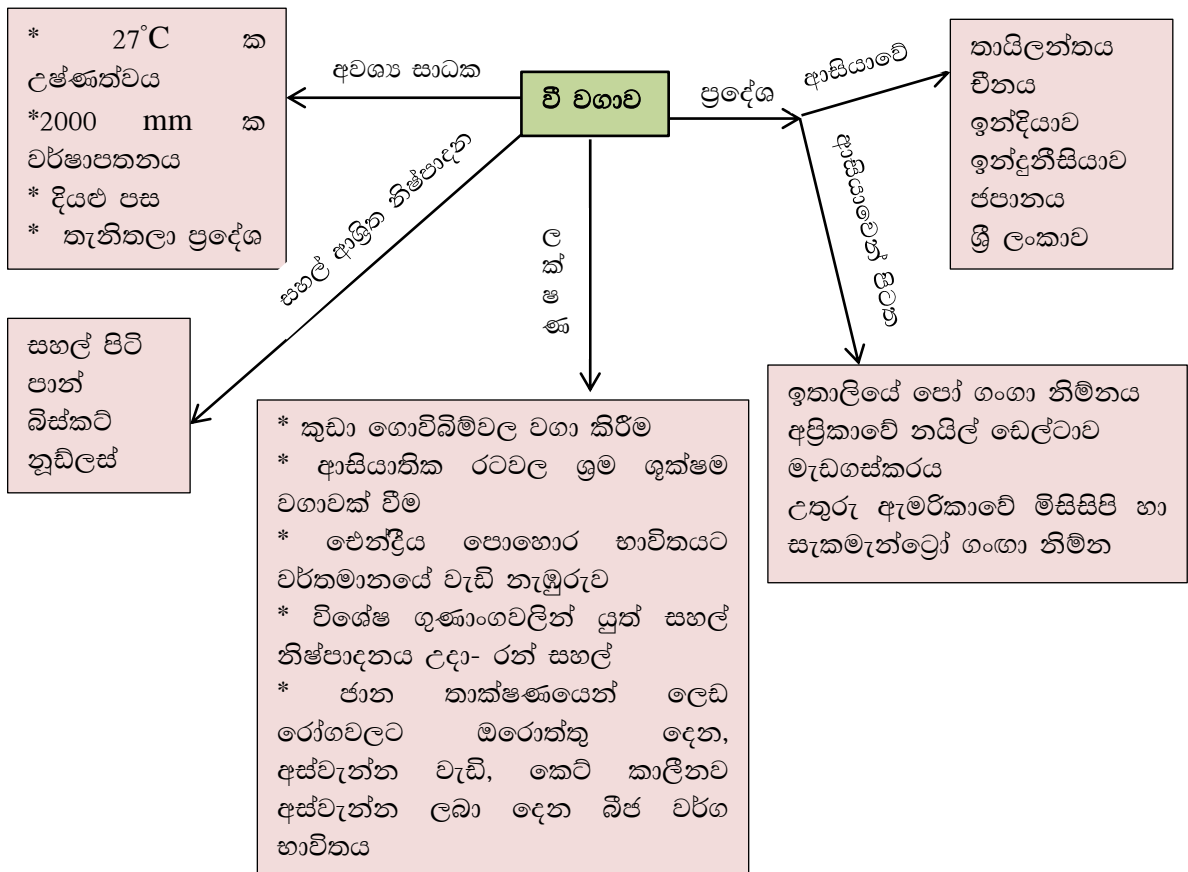 * 27°C ක
උෂ්ණත්වය
*2000 mm ක
වර්ෂාපතනය
* දියළු පස
* තැනිතලා ප්‍රදේශ
අවශ්‍ය සාධක
වී වගාව
ප්‍රදේශ
ආසියාවේ
තායිලන්තය
චීනය
ඉන්දියාව
ඉන්දුනීසියාව
ජපානය
ශ්‍රී ලංකාව
ආසියාවෙන් පිටත
ඉතාලියේ පෝ ගංගා නිම්නය
අප්‍රිකාවේ නයිල් ඩෙල්ටාව
මැඩගස්කරය
උතුරු ඇමරිකාවේ මිසිසිපි හා
සැකමැන්ට්‍රෝ ගංඟා නිම්න
සහල් ආශ්‍රිත නිෂ්පාදන
සහල් පිටි
පාන්
බිස්කට්
නූඩ්ලස්
ල
ක්
ෂ
ණ
* කුඩා ගොවිබිම්වල වගා කිරීම
* ආසියාතික රටවල ශ්‍රම ශූක්ෂම
වගාවක් වීම
* ඓන්ද්‍රීය පොහොර භාවිතයට
වර්තමානයේ වැඩි නැඹුරුව
* විශේෂ ගුණාංගවලින් යුත් සහල්
නිෂ්පාදනය උදා- රන් සහල්
* ජාන තාක්ෂණයෙන් ලෙඩ
රෝගවලට ඔරොත්තු දෙන,
අස්වැන්න වැඩි, කෙට් කාලීනව
අස්වැන්න ලබා දෙන බීජ වර්ග
භාවිතය